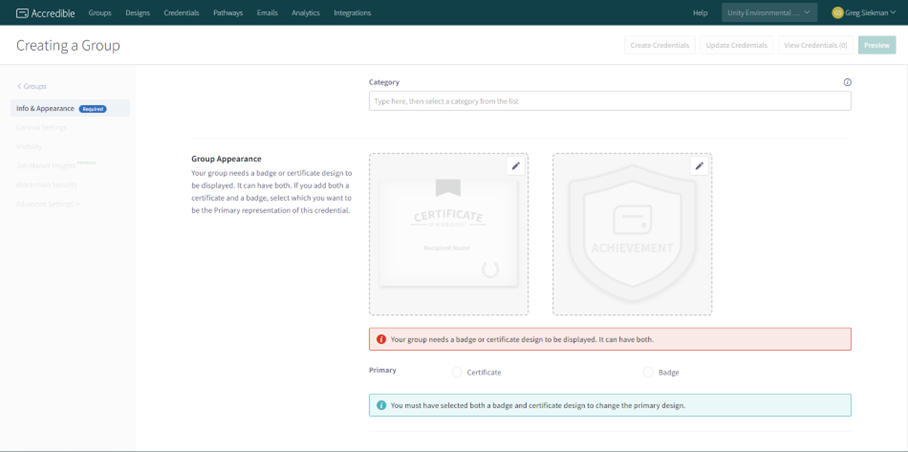 Accredible Groups Designs Credentials Pathways Emails Analytics Integrations Help Unity Environmental ... Greg Siekman
Creating a Group Create Credentials Update Credentials View Credentials (0) Preview
Groups
Info & Appearance Required
General Settings
Visibility
Job Market Insights
Blockchain Security
Advanced Settings
Category
Type here, then select a category from the list
Group Appearance
Your group needs a badge or certificate design to
be displayed. It can have both. If you add both a
certificate and a badge, select which you want to
be the Primary representation of this credential.
CERTIFICATE
Recipient Name
ACHIEVEMENT
Your group needs a badge or certificate design to be displayed. It can have both.
Primary Certificate Badge
You must have selected both a badge and certificate design to change the primary design.